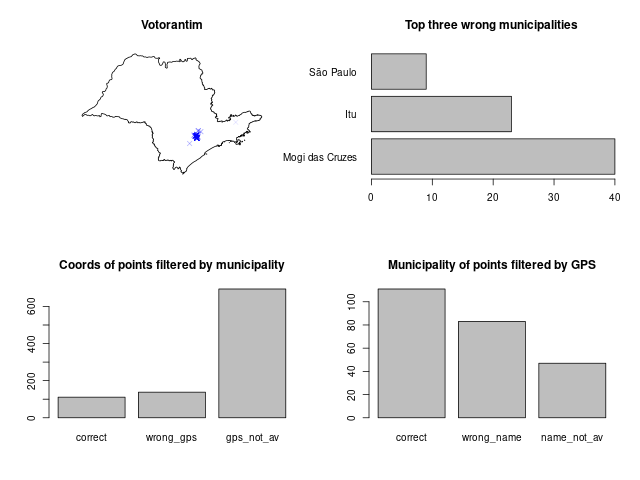 Votorantim
Top three wrong municipalities
São Paulo
Itu
Mogi das Cruzes
0 10 20 30 40
Coords of points filtered by municipality
0 200 400 600
correct wrong_gps gps_not_av
Municipality of points filtered by GPS
0 20 40 60 80 100
correct wrong_name name_not_av